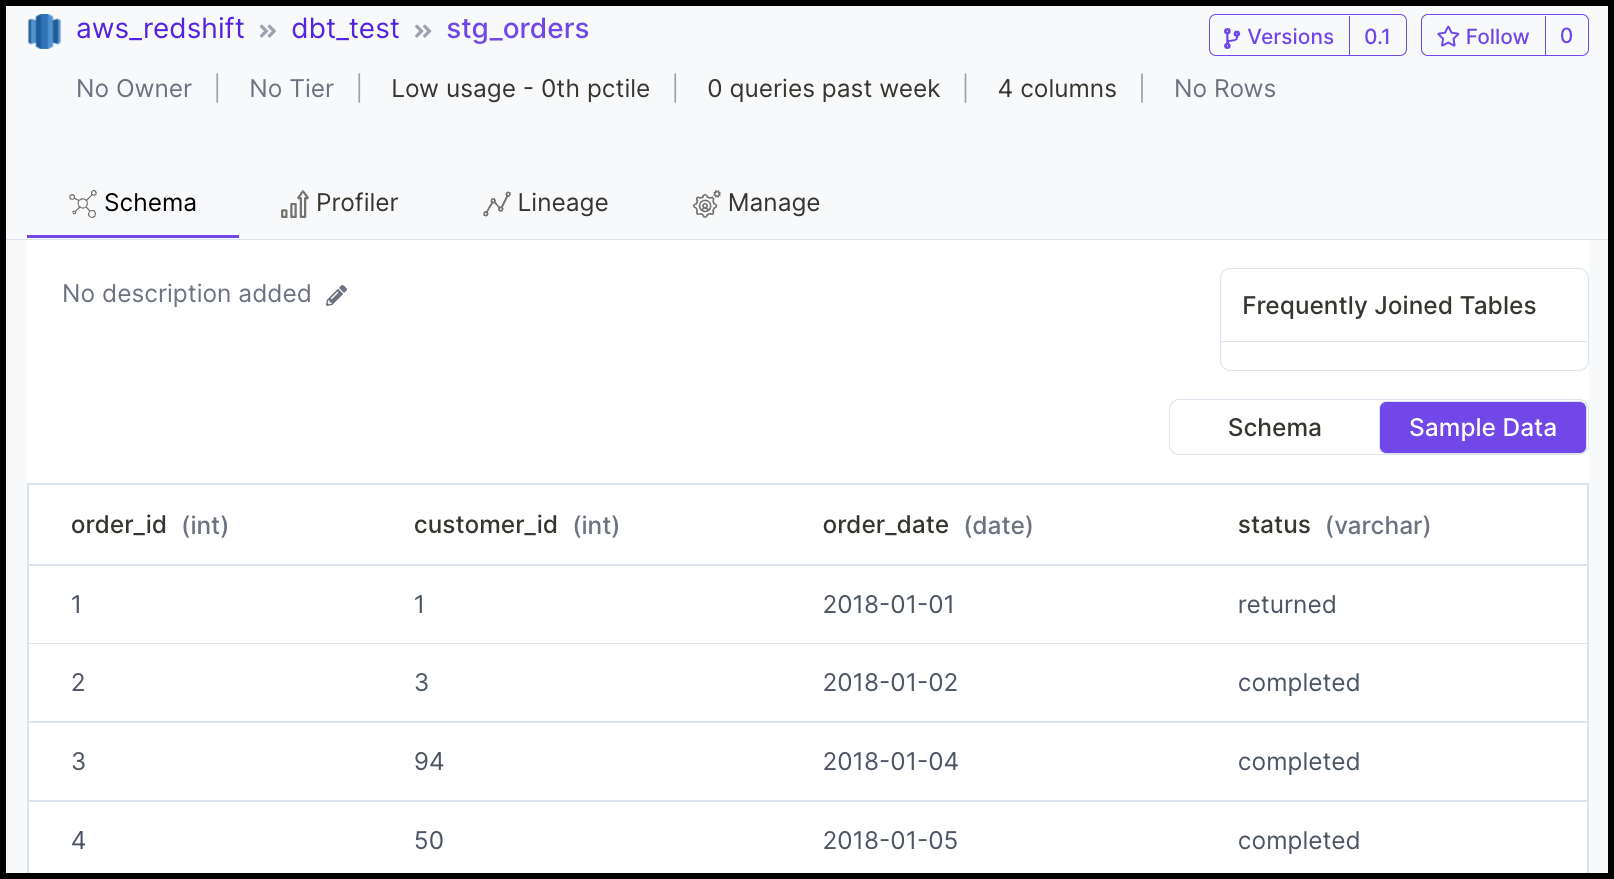 aws_redshift » dbt_test » stg_orders
Versions 0.1 Follow 0
No Owner | No Tier | Low usage - 0th pctile | 0 queries past week | 4 columns | No Rows
Schema Profiler Lineage Manage
No description added
Frequently Joined Tables
Schema Sample Data
order_id (int) customer_id (int) order_date (date) status (varchar)
1 1 2018-01-01 returned
2 3 2018-01-02 completed
3 94 2018-01-04 completed
4 50 2018-01-05 completed